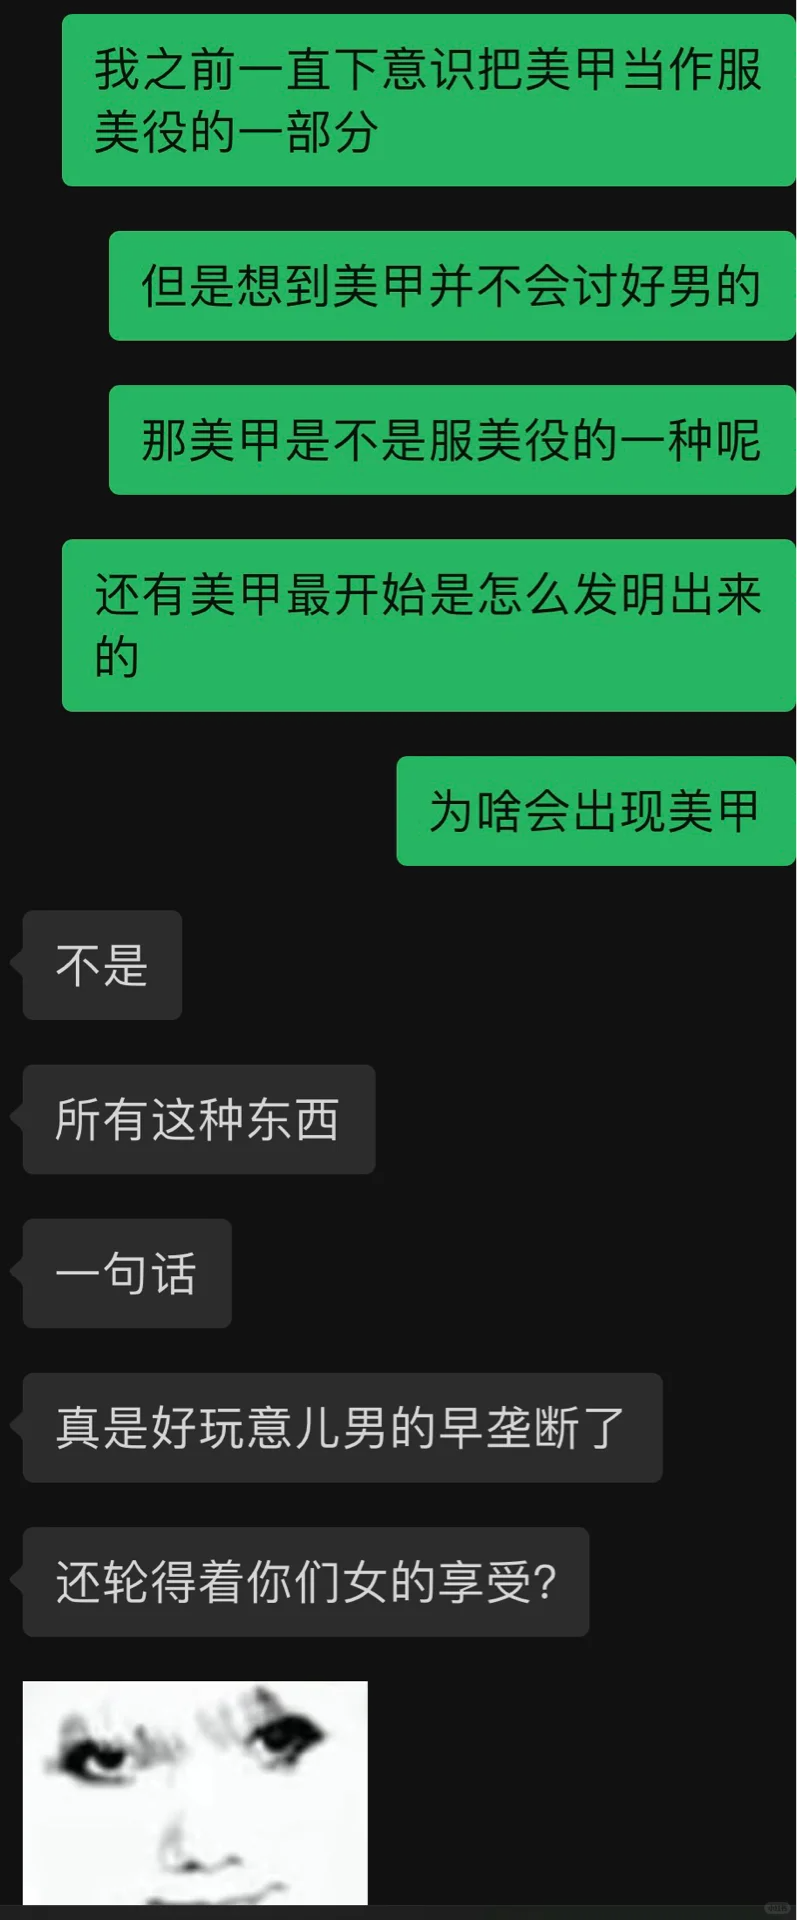 我之前一直下意识把美甲当作服
美役的一部分
但是想到美甲并不会讨好男的
那美甲是不是服美役的一种呢
还有美甲最开始是怎么发明出来
的
为啥会出现美甲
不是
所有这种东西
一句话
真是好玩意儿男的早垄断了
还轮得着你们女的享受?
小红书